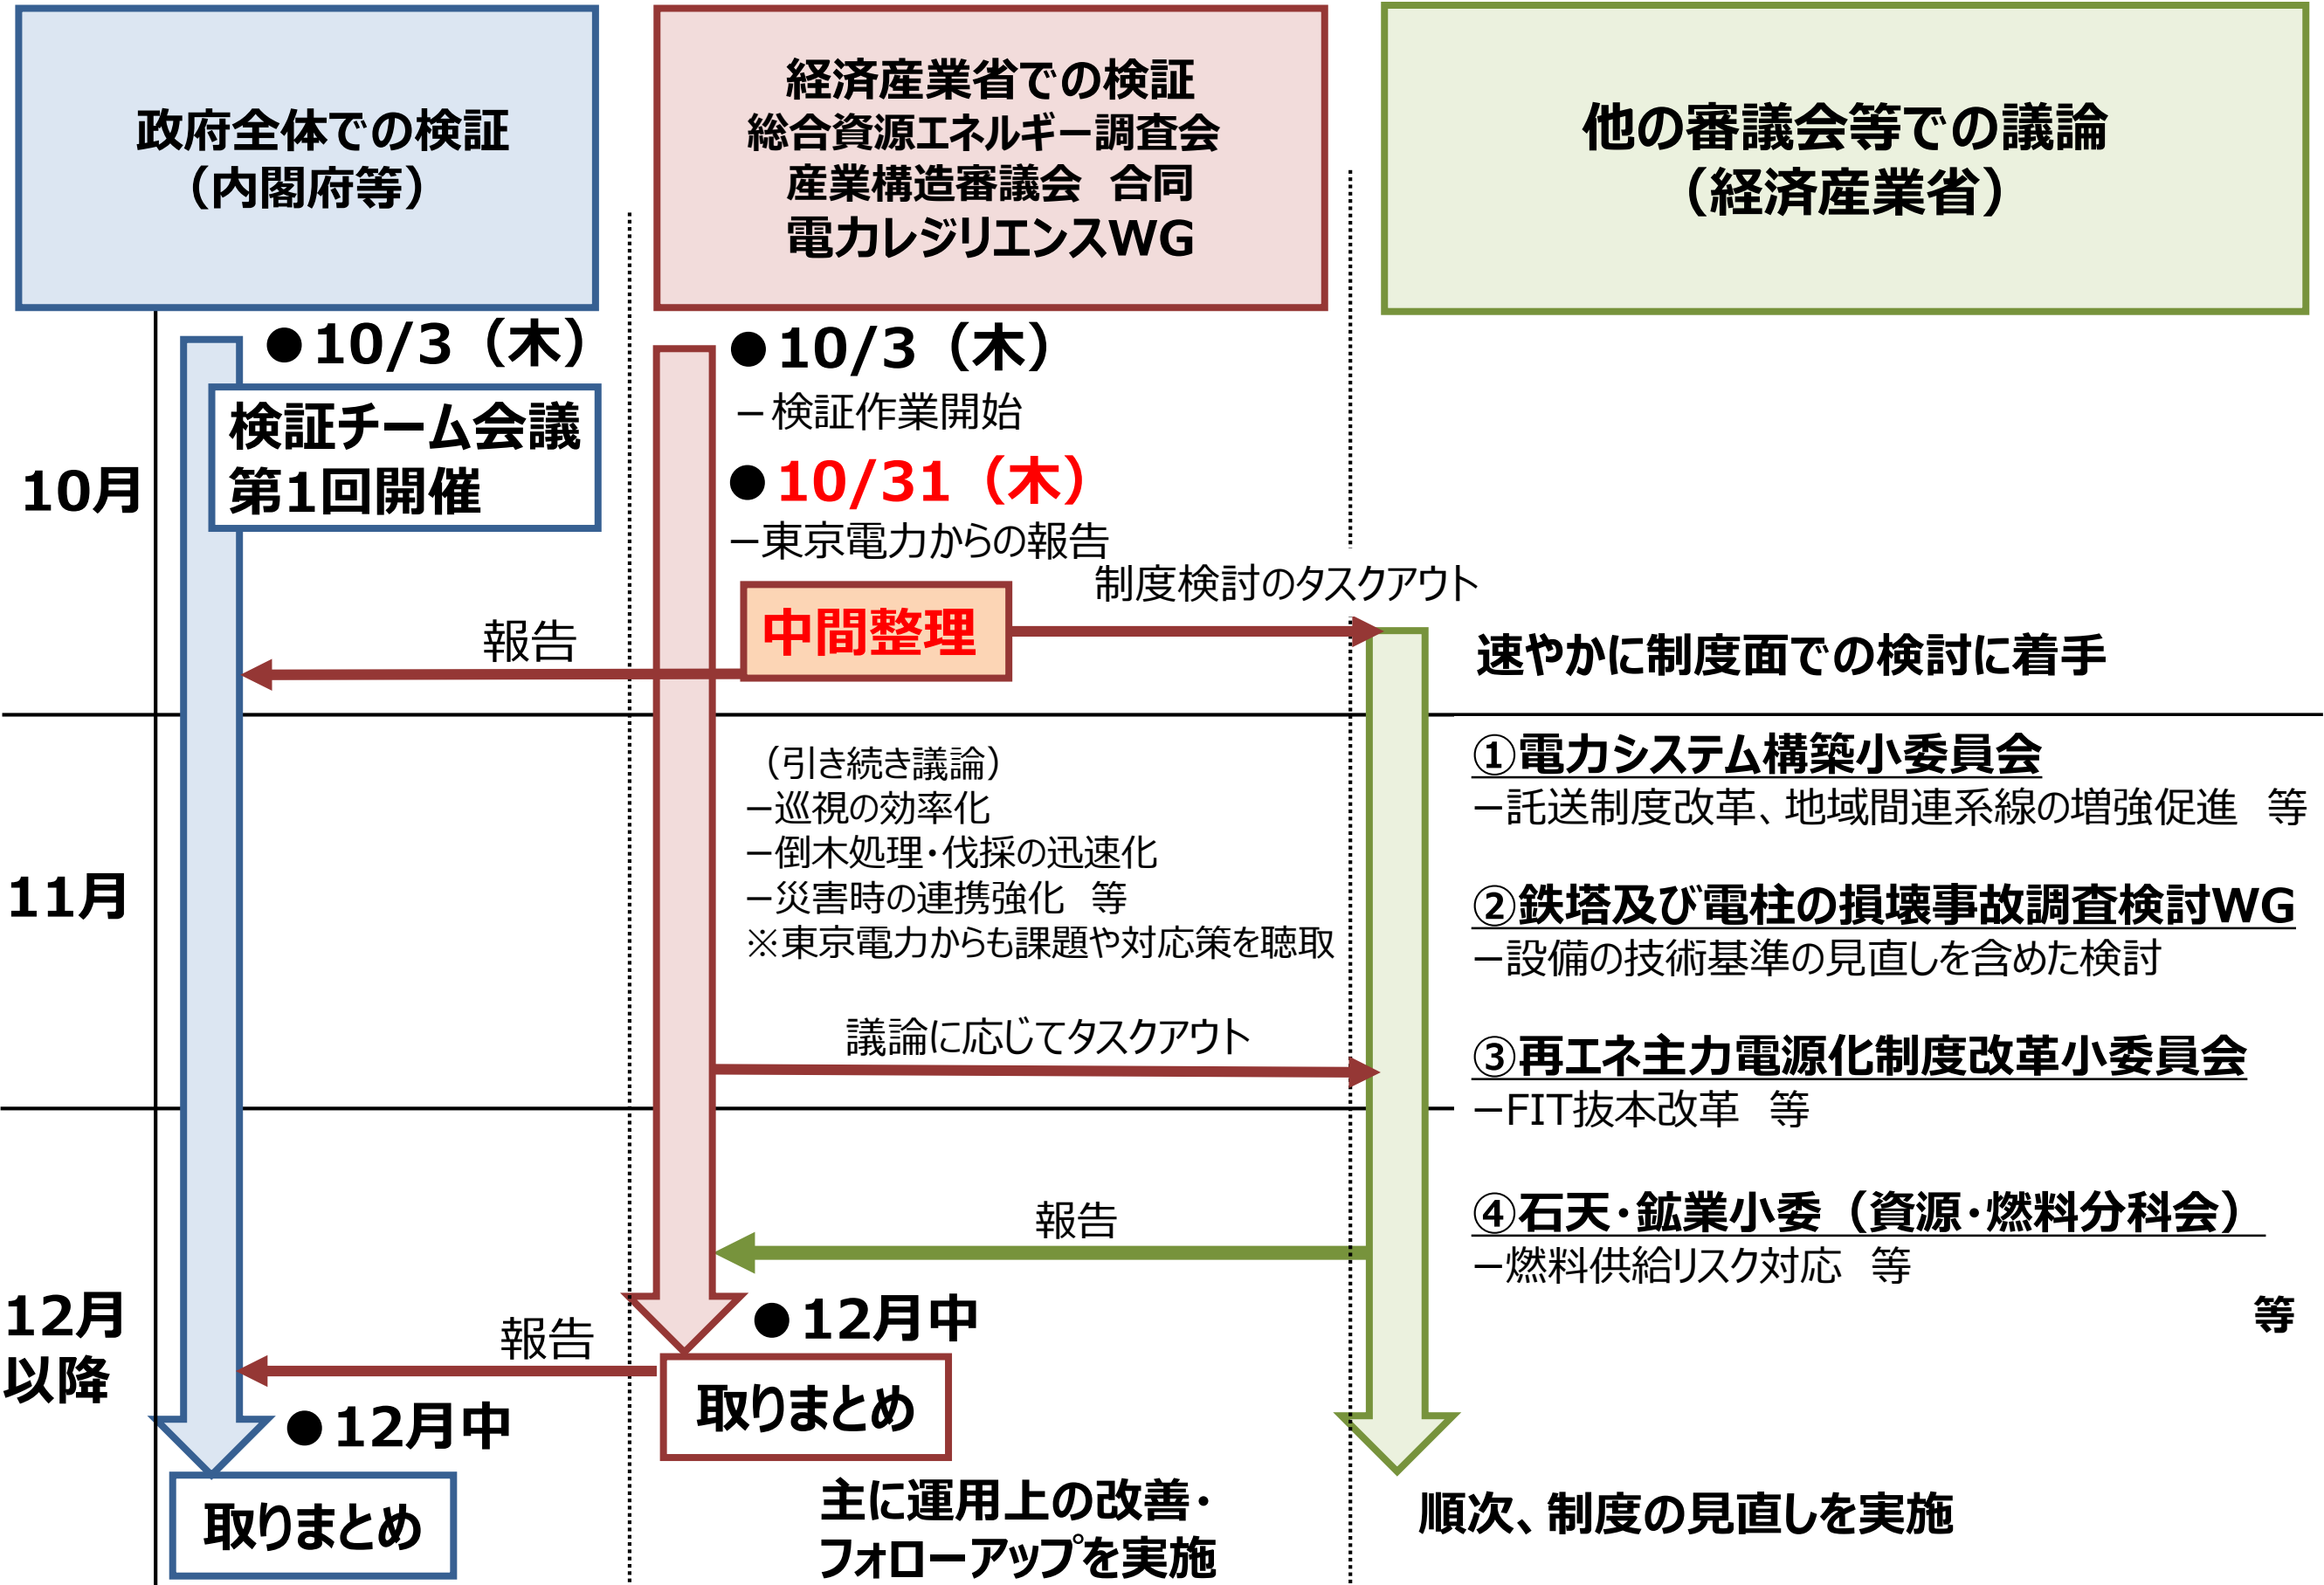 政府全体での検証
（内閣府等）
経済産業省での検証
総合資源エネルギー調査会
産業構造審議会　合同
電力レジリエンスWG
他の審議会等での議論
（経済産業省）
10月
●10/3（木）
検証チーム会議
第1回開催
●10/3（木）
－検証作業開始
●10/31（木）
－東京電力からの報告
中間整理
制度検討のタスクアウト
報告
速やかに制度面での検討に着手
11月
（引き続き議論）
－巡視の効率化
－倒木処理・伐採の迅速化
－災害時の連携強化　等
※東京電力からも課題や対応策を聴取
議論に応じてタスクアウト
①電力システム構築小委員会
－託送制度改革、地域間連系線の増強促進　等
②鉄塔及び電柱の損壊事故調査検討WG
－設備の技術基準の見直しを含めた検討
③再エネ主力電源化制度改革小委員会
－FIT抜本改革　等
④石天・鉱業小委（資源・燃料分科会）
－燃料供給リスク対応　等
等
12月
以降
報告
●12月中
取りまとめ
報告
●12月中
取りまとめ
主に運用上の改善・
フォローアップを実施
順次、制度の見直しを実施